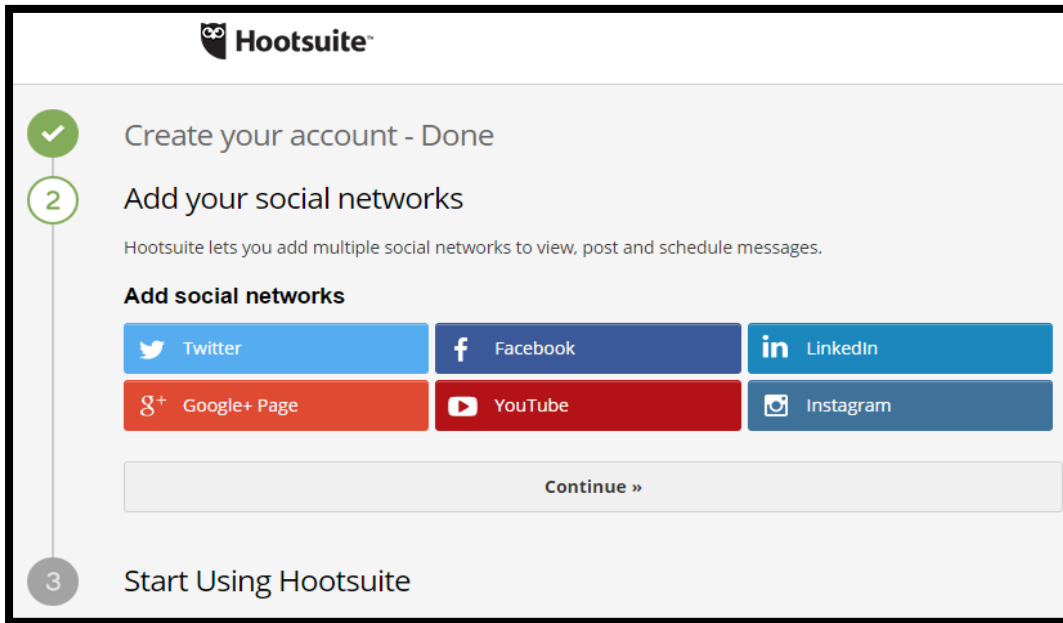 Hootsuite™
Create your account - Done
2
Add your social networks
Hootsuite lets you add multiple social networks to view, post and schedule messages.
Add social networks
Twitter
f Facebook
in LinkedIn
g+ Google+ Page
YouTube
Instagram
Continue »
3
Start Using Hootsuite